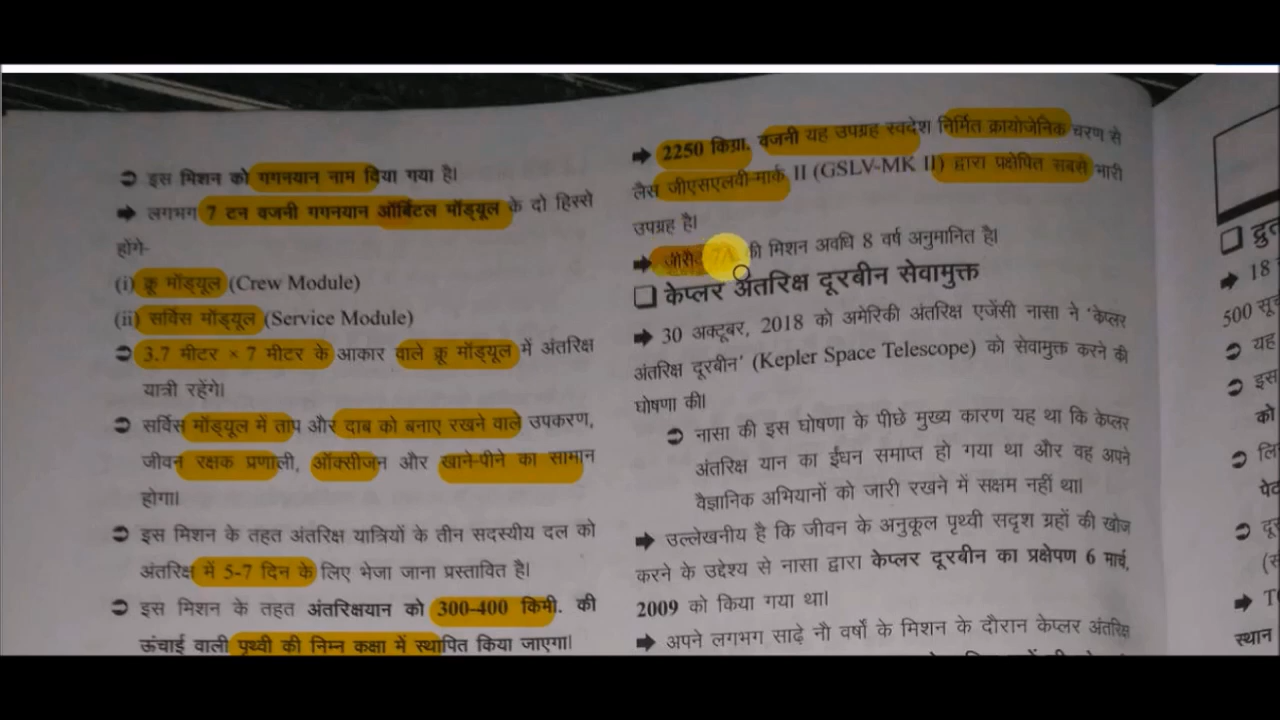 ➲ इस मिशन को गगनयान नाम दिया गया है।
➡ लगभग 7 टन वजनी गगनयान ऑर्बिटल मॉड्यूल के दो हिस्से
होंगे-
(i) क्रू मॉड्यूल (Crew Module)
(ii) सर्विस मॉड्यूल (Service Module)
➲ 3.7 मीटर × 7 मीटर के आकार वाले क्रू मॉड्यूल में अंतरिक्ष
यात्री रहेंगे।
➲ सर्विस मॉड्यूल में ताप और दाब को बनाए रखने वाले उपकरण,
जीवन रक्षक प्रणाली, ऑक्सीजन और खाने-पीने का सामान
होगा।
➲ इस मिशन के तहत अंतरिक्ष यात्रियों के तीन सदस्यीय दल को
अंतरिक्ष में 5-7 दिन के लिए भेजा जाना प्रस्तावित है।
➲ इस मिशन के तहत अंतरिक्षयान को 300-400 किमी. की
ऊंचाई वाली पृथ्वी की निम्न कक्षा में स्थापित किया जाएगा।
➡ 2250 किग्रा. वजनी यह उपग्रह स्वदेश निर्मित क्रायोजेनिक चरण से
लैस जीएसएलवी-मार्क II (GSLV-MK II) द्वारा प्रक्षेपित सबसे भारी
उपग्रह है।
➡ जीसैट 7A की मिशन अवधि 8 वर्ष अनुमानित है।
❑ केप्लर अंतरिक्ष दूरबीन सेवामुक्त
➡ 30 अक्टूबर, 2018 को अमेरिकी अंतरिक्ष एजेंसी नासा ने 'केप्लर
अंतरिक्ष दूरबीन' (Kepler Space Telescope) को सेवामुक्त करने की
घोषणा की।
➲ नासा की इस घोषणा के पीछे मुख्य कारण यह था कि केप्लर
अंतरिक्ष यान का ईंधन समाप्त हो गया था और वह अपने
वैज्ञानिक अभियानों को जारी रखने में सक्षम नहीं था।
➡ उल्लेखनीय है कि जीवन के अनुकूल पृथ्वी सदृश ग्रहों की खोज
करने के उद्देश्य से नासा द्वारा केप्लर दूरबीन का प्रक्षेपण 6 मार्च,
2009 को किया गया था।
➡ अपने लगभग साढ़े नौ वर्षों के मिशन के दौरान केप्लर अंतरिक्ष
❑ द्रुत
➡ 18
500 सू
➲ यह
➲ इस
को
➲ लि
पेद
➲ दू
➡ T
स्थान